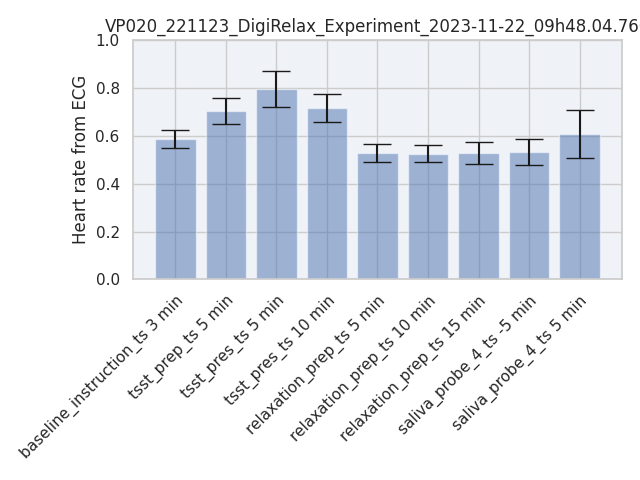 VP020_221123_DigiRelax_Experiment_2023-11-22_09h48.04.76
1.0
0.8
0.6
0.4
0.2
0.0
Heart rate from ECG
baseline_instruction_ts 3 min
tsst_prep_ts 5 min
tsst_pres_ts 5 min
tsst_pres_ts 10 min
relaxation_prep_ts 5 min
relaxation_prep_ts 10 min
relaxation_prep_ts 15 min
saliva_probe_4_ts -5 min
saliva_probe_4_ts 5 min